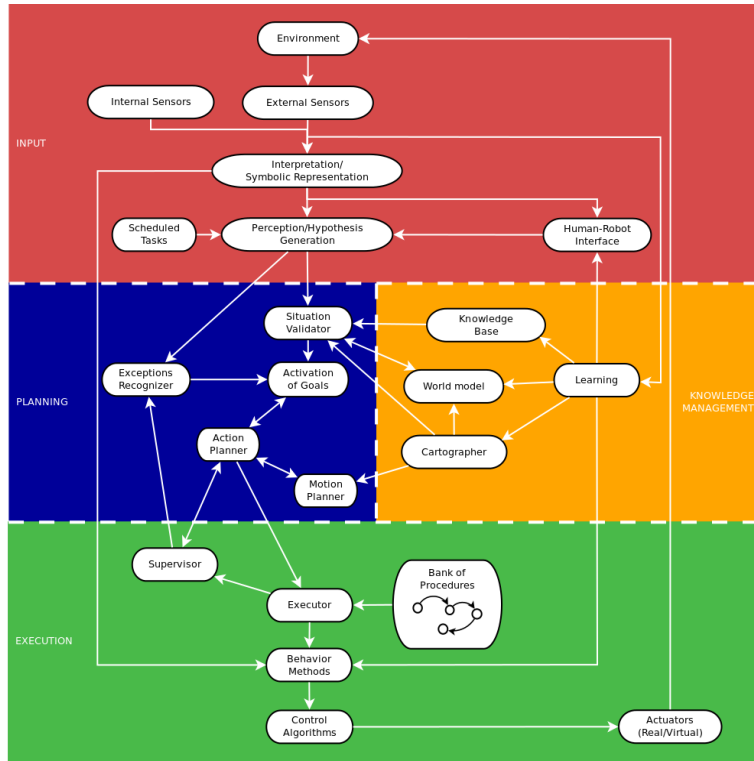 Environment
Internal Sensors
External Sensors
INPUT
Interpretation/
Symbolic Representation
Scheduled
Tasks
Perception/Hypothesis
Generation
Human-Robot
Interface
Situation
Validator
Knowledge
Base
Exceptions
Recognizer
Activation
of Goals
World model
Learning
PLANNING
KNOWLEDGE
MANAGEMENT
Action
Planner
Cartographer
Motion
Planner
Supervisor
Bank of
Procedures
Executor
EXECUTION
Behavior
Methods
Control
Algorithms
Actuators
(Real/Virtual)